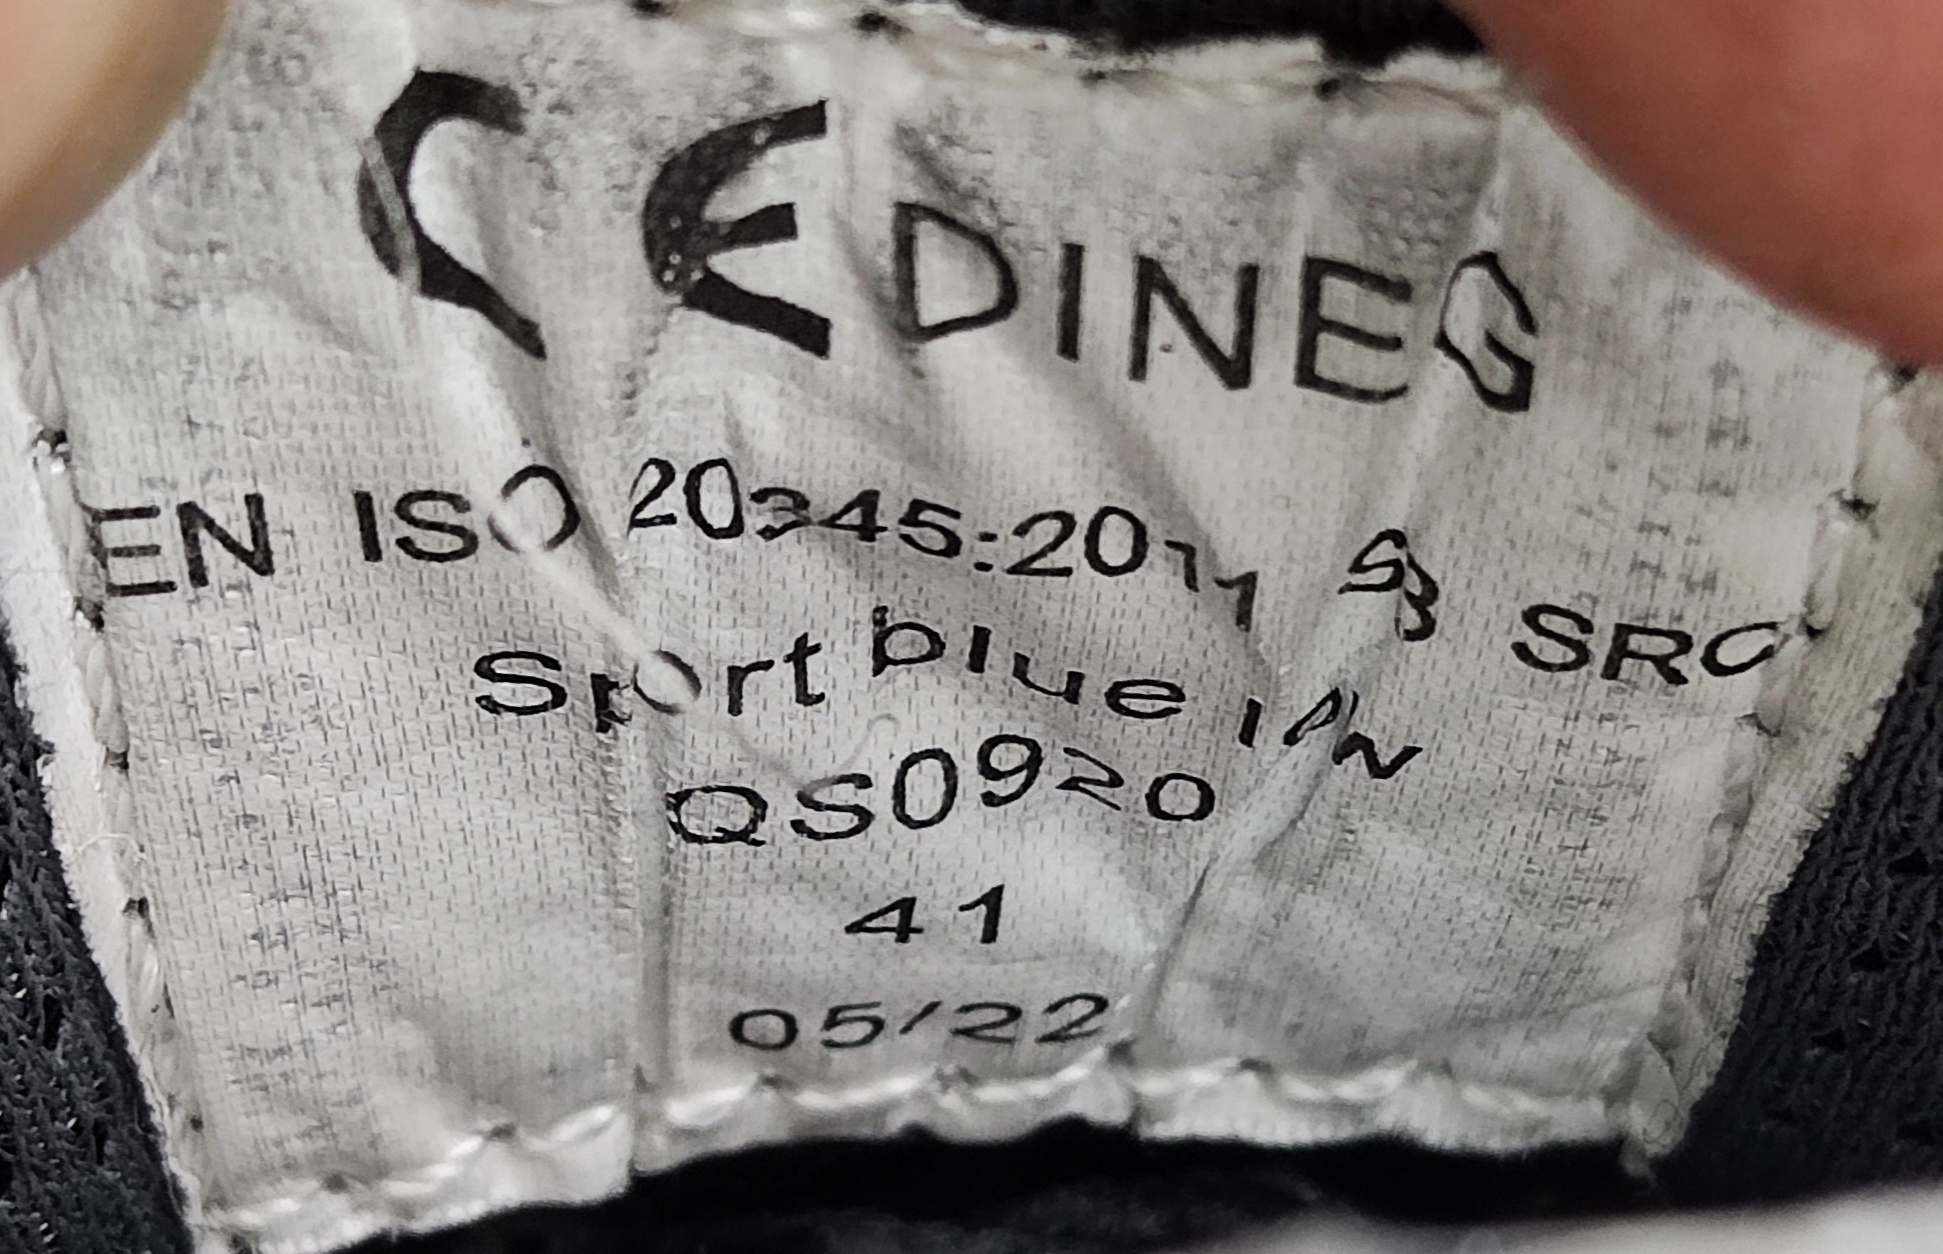 CE DINEG
EN ISO 20345:2011 S3 SRC
Sport blue
QS0920
41
05/22